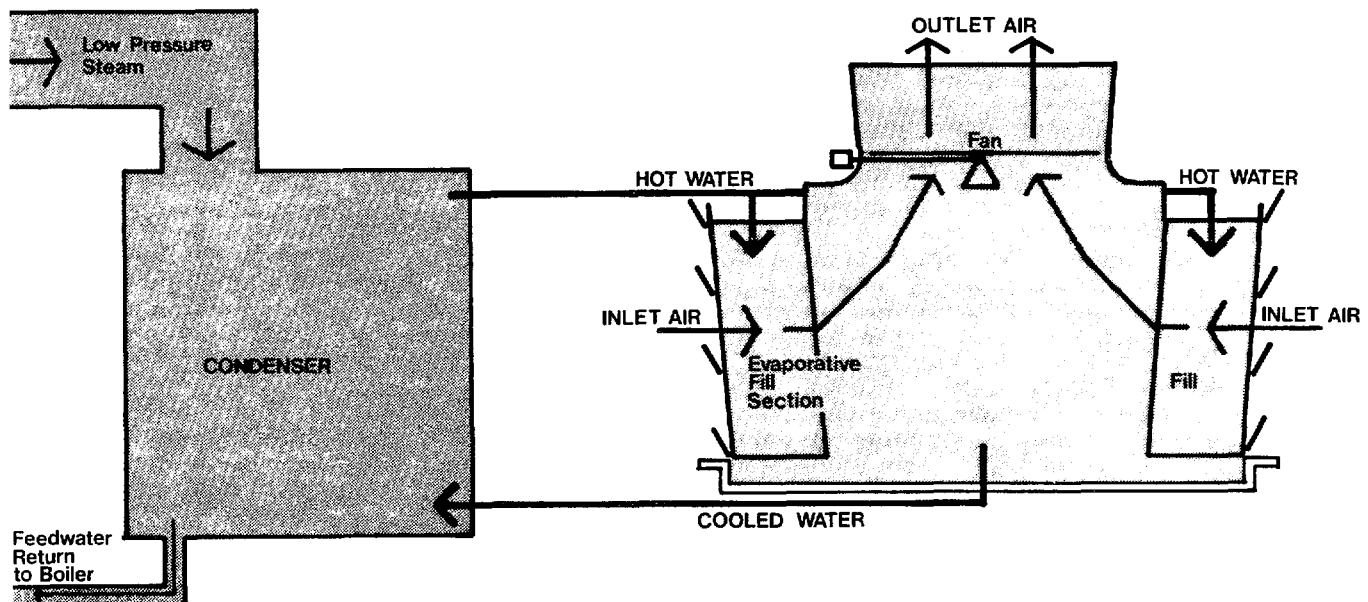 Low Pressure
Steam
OUTLET AIR
Fan
HOT WATER
HOT WATER
INLET AIR
INLET AIR
CONDENSER
Evaporative
Fill
Section
Fill
COOLED WATER
Feedwater
Return
to Boiler